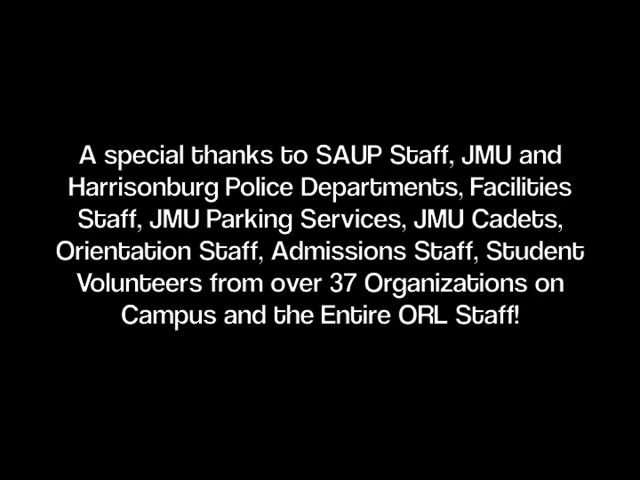 A special thanks to SAUP Staff, JMU and
Harrisonburg Police Departments, Facilities
Staff, JMU Parking Services, JMU Cadets,
Orientation Staff, Admissions Staff, Student
Volunteers from over 37 Organizations on
Campus and the Entire ORL Staff!